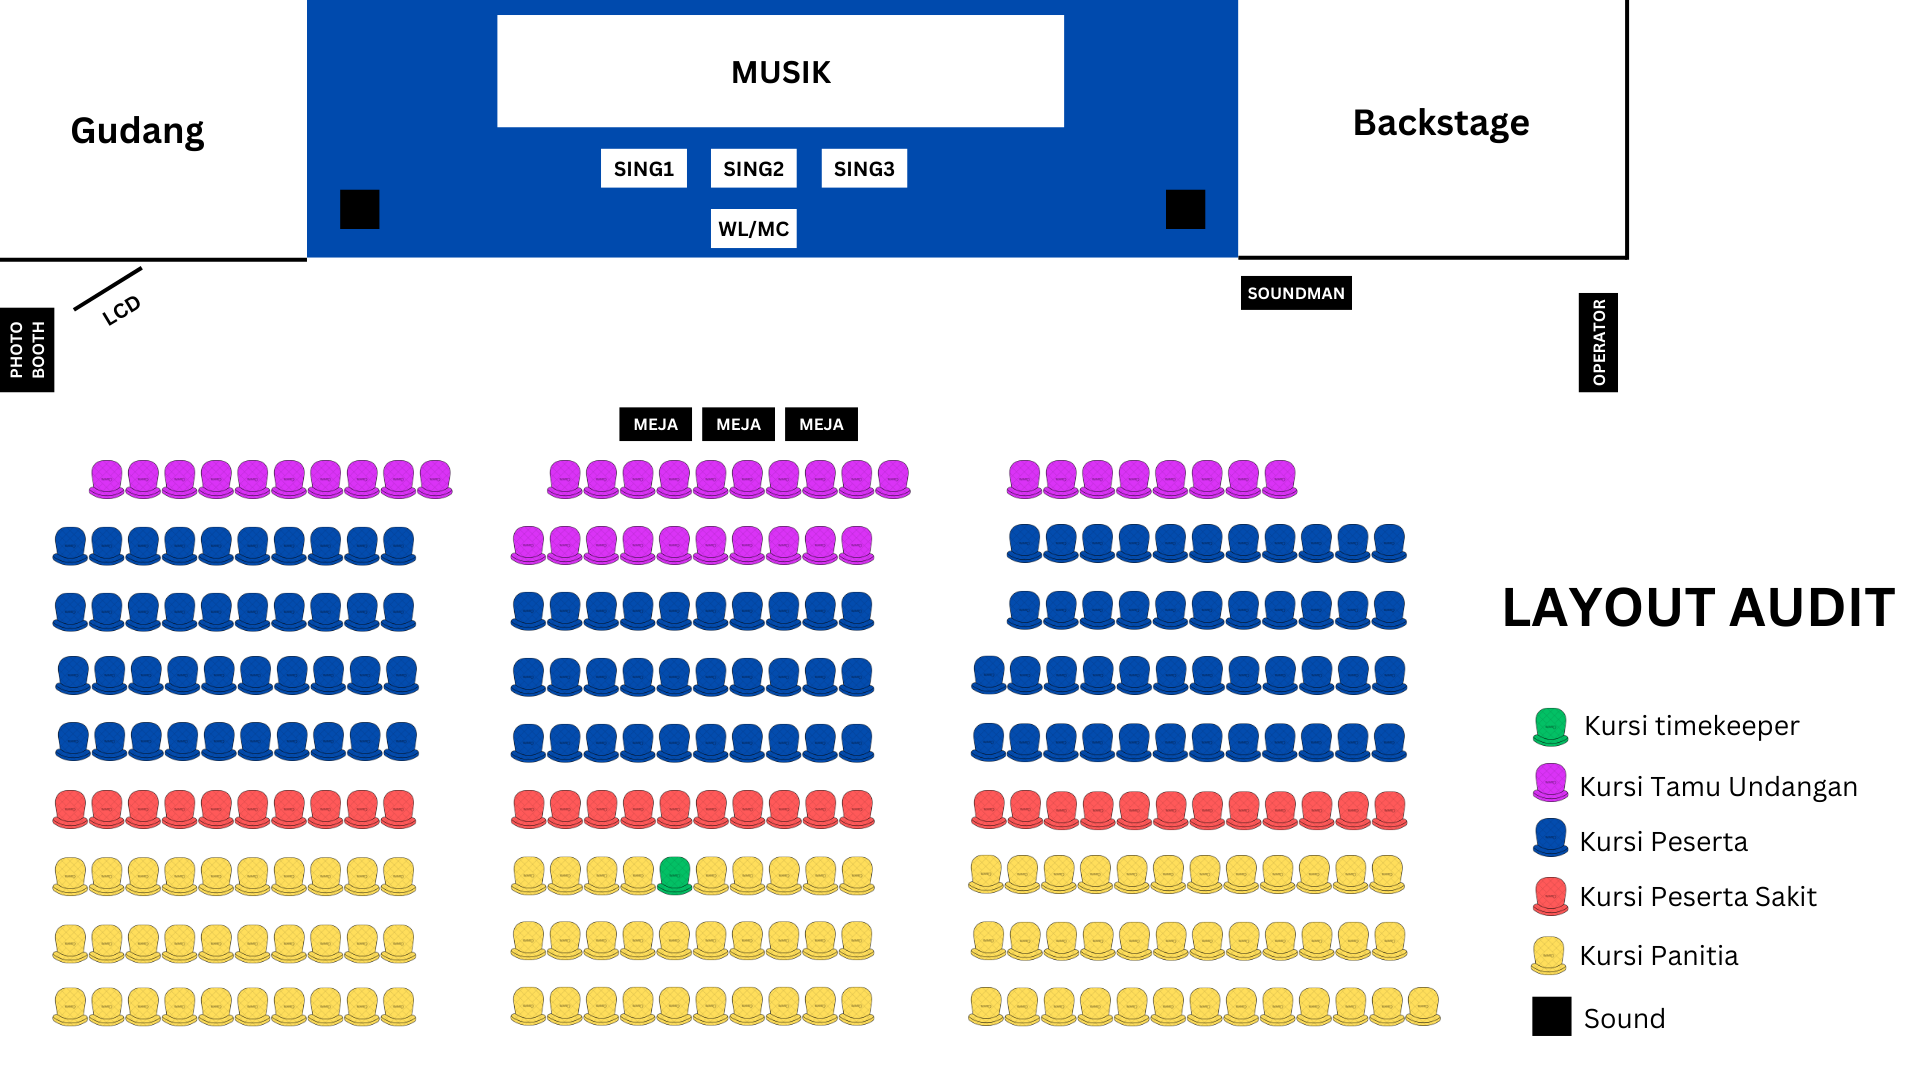 MUSIK
Gudang
Backstage
SING1
SING2
SING3
WL/MC
LCD
SOUNDMAN
PHOTO
BOOTH
OPERATOR
MEJA
MEJA
MEJA
LAYOUT AUDIT
Kursi timekeeper
Kursi Tamu Undangan
Kursi Peserta
Kursi Peserta Sakit
Kursi Panitia
Sound